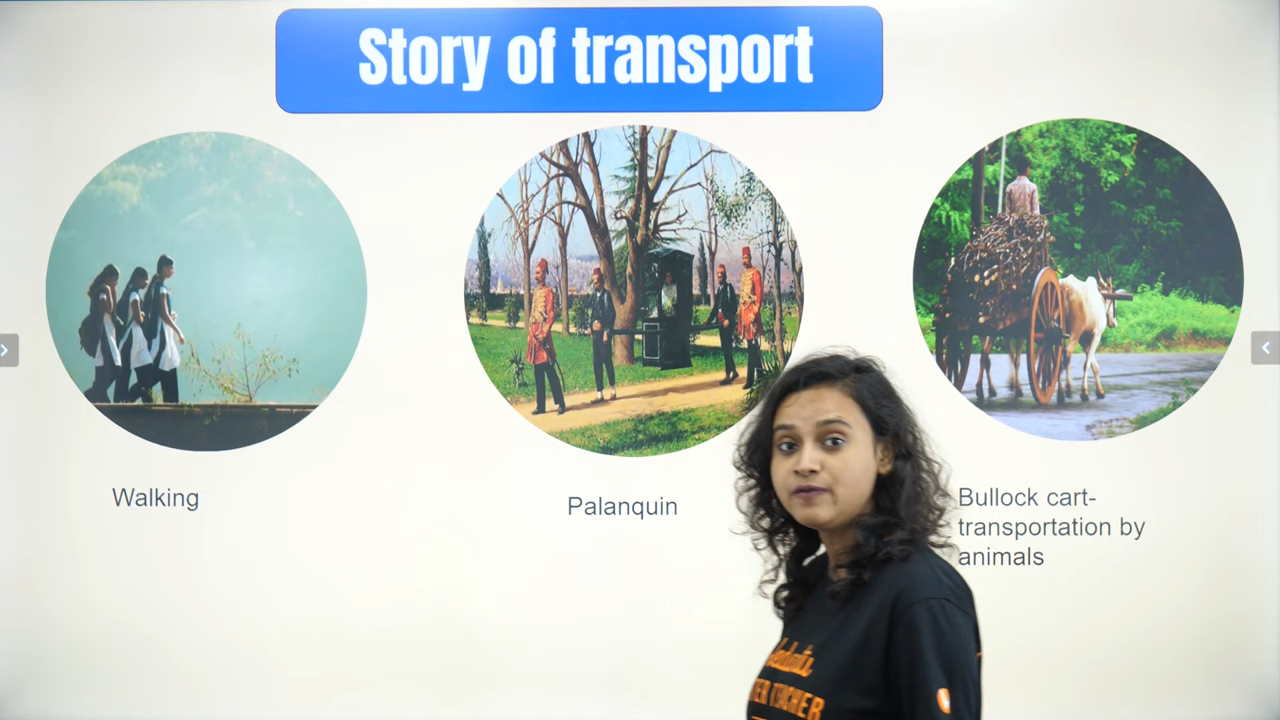 Story of transport
Walking
Palanquin
Bullock cart-
transportation by
animals